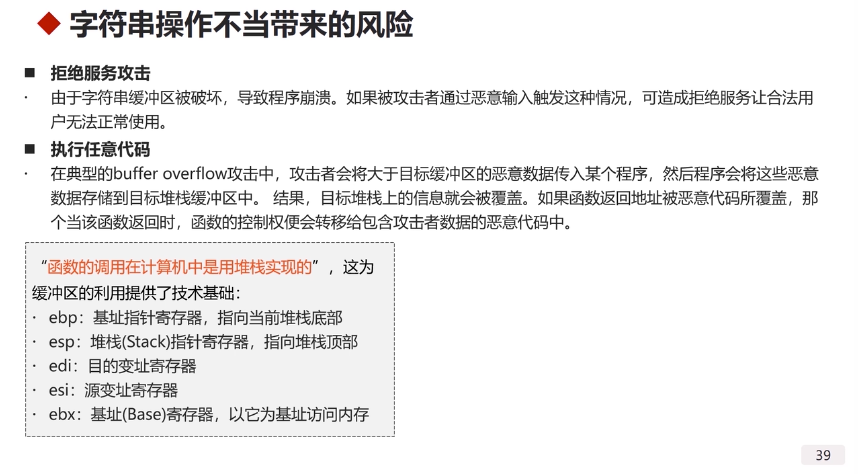 字符串操作不当带来的风险
拒绝服务攻击
· 由于字符串缓冲区被破坏，导致程序崩溃。如果被攻击者通过恶意输入触发这种情况，可造成拒绝服务让合法用
户无法正常使用。
执行任意代码
· 在典型的buffer overflow攻击中，攻击者会将大于目标缓冲区的恶意数据传入某个程序，然后程序会将这些恶意
数据存储到目标堆栈缓冲区中。 结果，目标堆栈上的信息就会被覆盖。如果函数返回地址被恶意代码所覆盖，那
个当该函数返回时，函数的控制权便会转移给包含攻击者数据的恶意代码中。
“函数的调用在计算机中是用堆栈实现的”，这为
缓冲区的利用提供了技术基础：
· ebp：基址指针寄存器，指向当前堆栈底部
· esp：堆栈(Stack)指针寄存器，指向堆栈顶部
· edi：目的变址寄存器
· esi：源变址寄存器
· ebx：基址(Base)寄存器，以它为基址访问内存
39